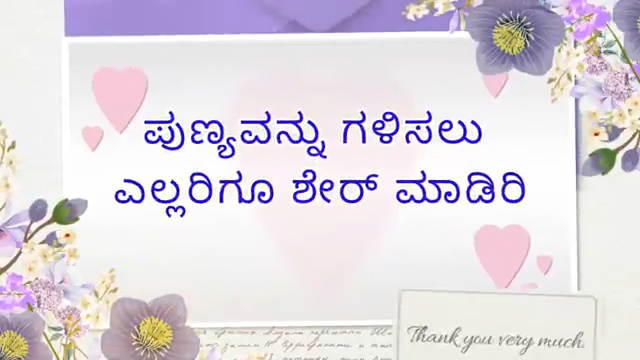 ಪುಣ್ಯವನ್ನು ಗಳಿಸಲು
ಎಲ್ಲರಿಗೂ ಶೇರ್ ಮಾಡಿರಿ
Thank you very much.